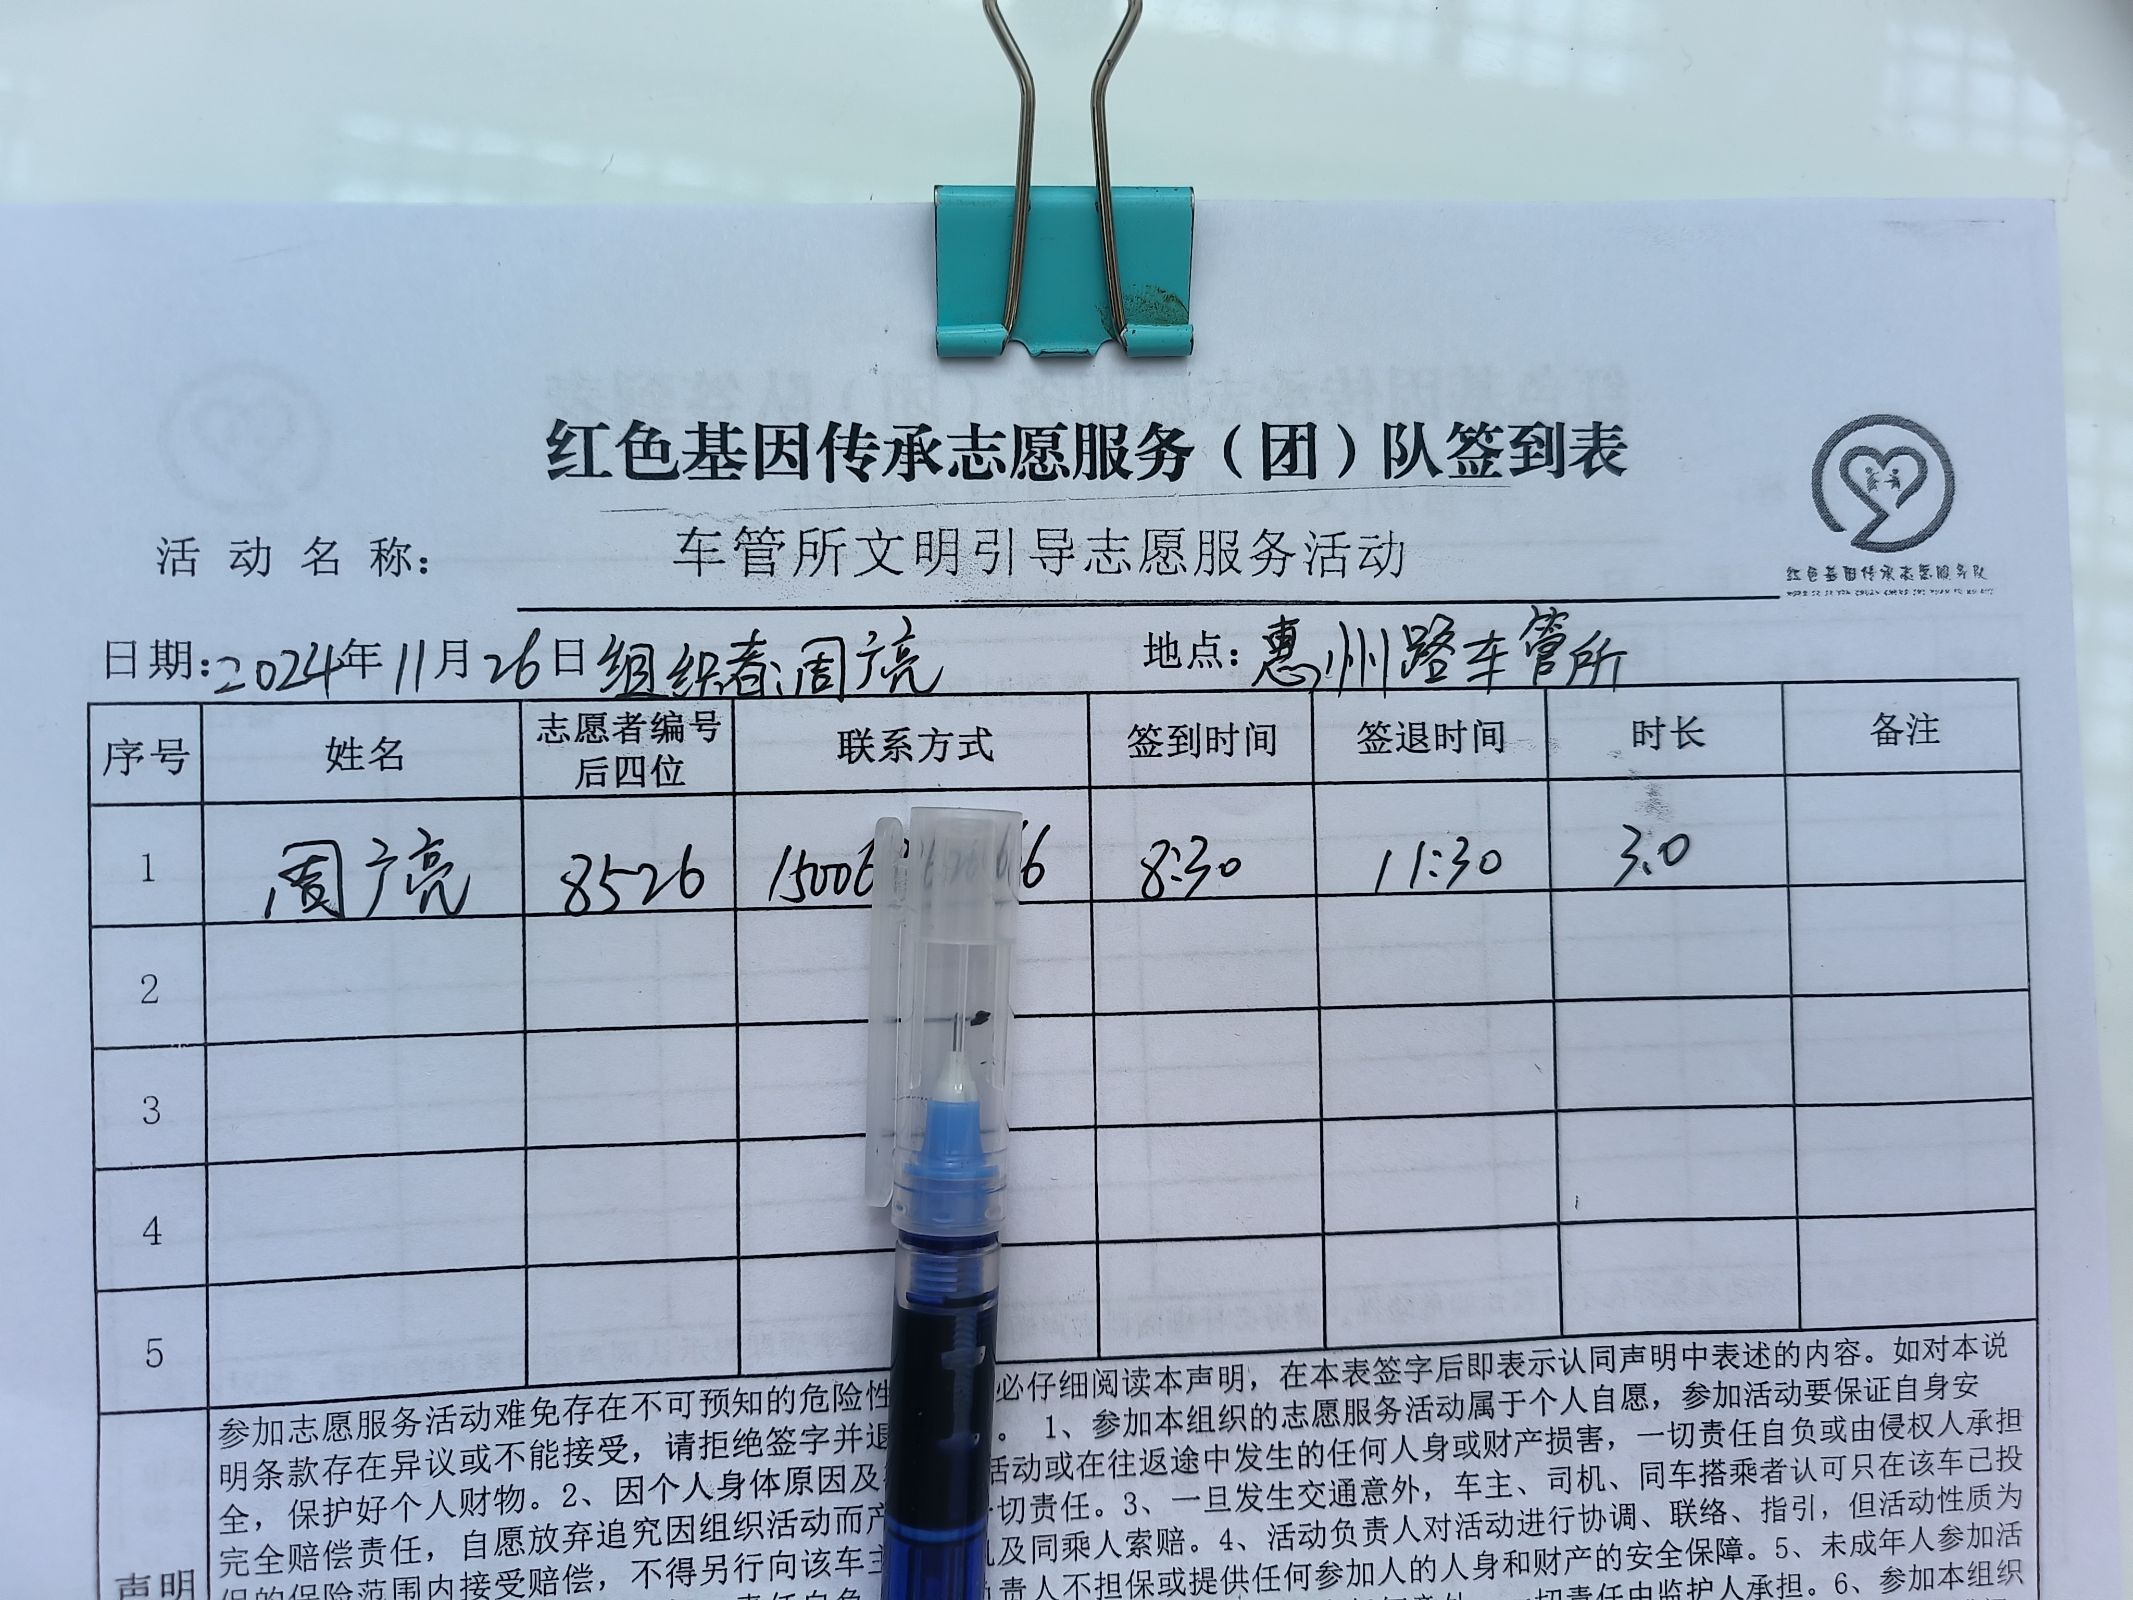 红色基因传承志愿服务（团）队签到表
红色基因传承志愿服务队
活动名称： 车管所文明引导志愿服务活动
日期：2024年11月26日 组织者：周广亮 地点：惠州路车管所
序号 姓名 志愿者编号后四位 联系方式 签到时间 签退时间 时长 备注
1 周广亮 8526 15006 6 8:30 11:30 3.0
2
3
4
5
声明
参加志愿服务活动难免存在不可预知的危险性 必仔细阅读本声明，在本表签字后即表示认同声明中表述的内容。如对本说
明条款存在异议或不能接受，请拒绝签字并退 。 1、参加本组织的志愿服务活动属于个人自愿，参加活动要保证自身安
全，保护好个人财物。2、因个人身体原因及 活动或在往返途中发生的任何人身或财产损害，一切责任自负或由侵权人承担
完全赔偿责任，自愿放弃追究因组织活动而产 一切责任。3、一旦发生交通意外，车主、司机、同车搭乘者认可只在该车已投
保的保险范围内接受赔偿，不得另行向该车主 及同乘人索赔。4、活动负责人对活动进行协调、联络、指引，但活动性质为
责人不担保或提供任何参加人的人身和财产的安全保障。5、未成年人参加活
责任自负 一切责任由监护人承担。6、参加本组织